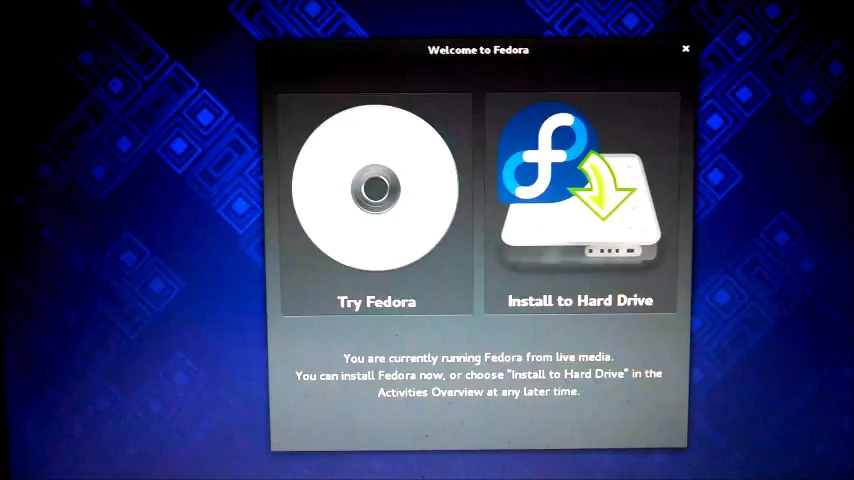 Welcome to Fedora
Try Fedora
Install to Hard Drive
You are currently running Fedora from live media.
You can install Fedora now, or choose "Install to Hard Drive" in the
Activities Overview at any later time.